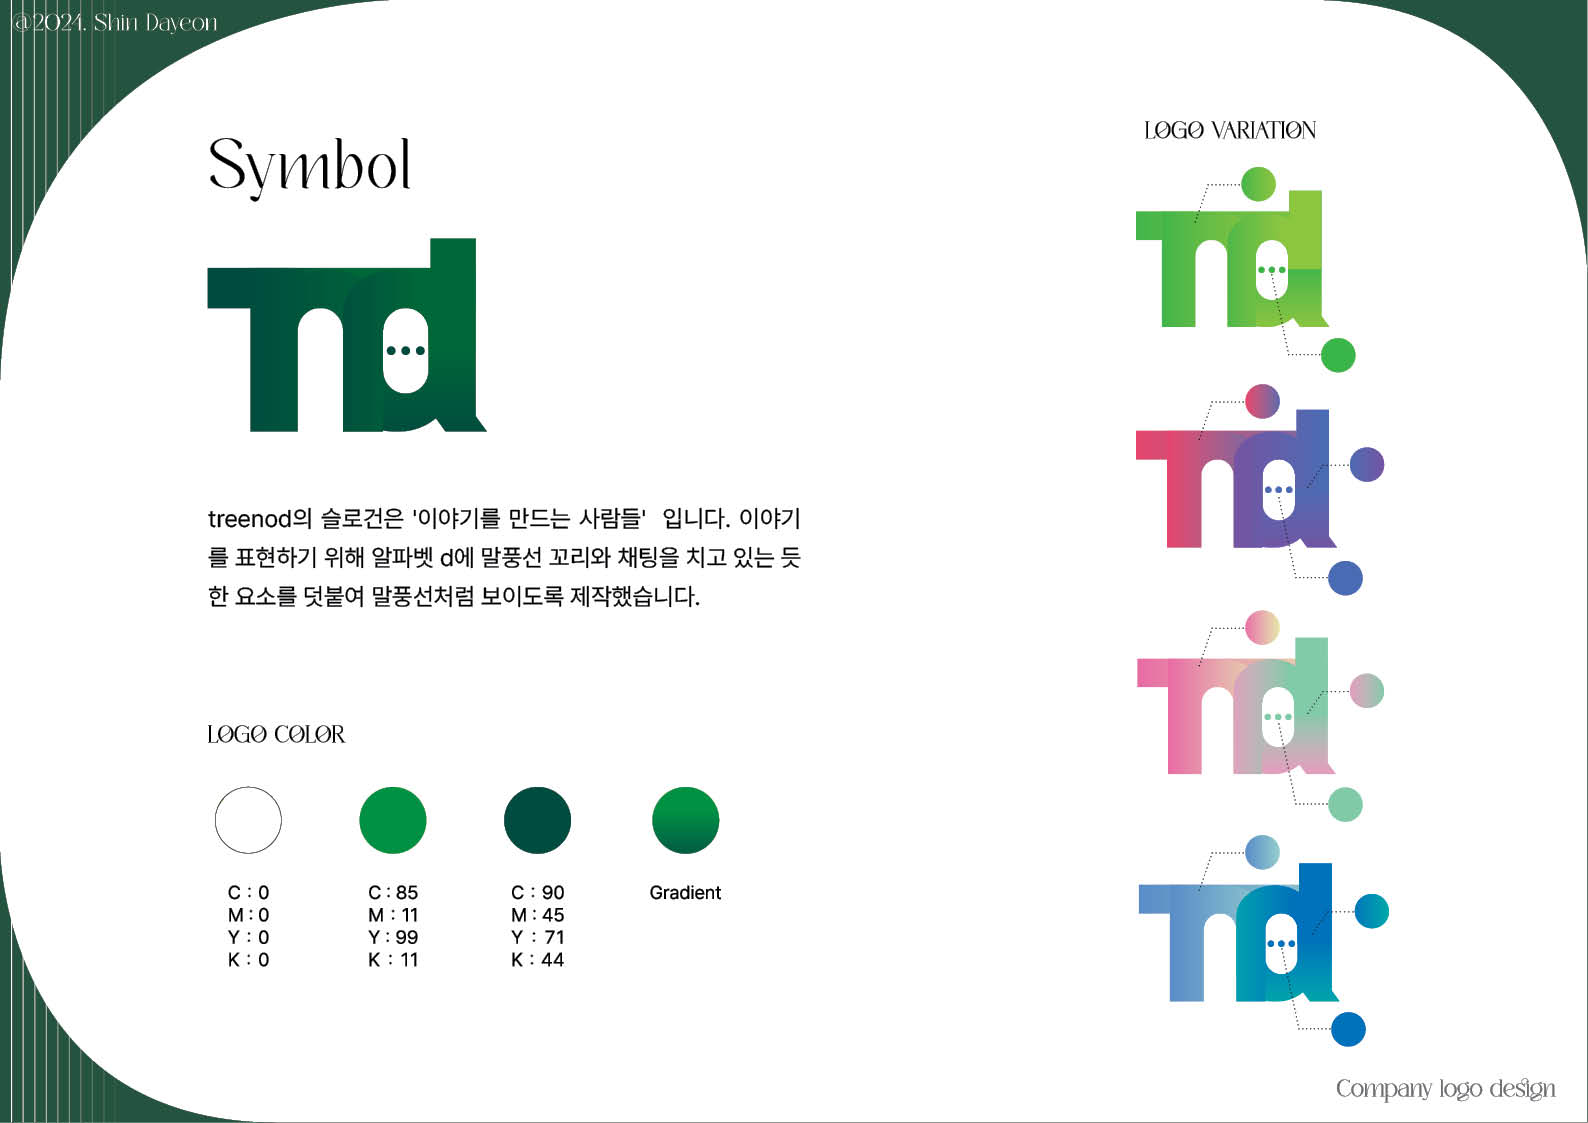 @2024. Shin Dayeon
Symbol
treenod의 슬로건은 '이야기를 만드는 사람들' 입니다. 이야기
를 표현하기 위해 알파벳 d에 말풍선 꼬리와 채팅을 치고 있는 듯
한 요소를 덧붙여 말풍선처럼 보이도록 제작했습니다.
LOGO COLOR
C : 0
M : 0
Y : 0
K : 0
C : 85
M : 11
Y : 99
K : 11
C : 90
M : 45
Y : 71
K : 44
Gradient
LOGO VARIATION
Company logo design